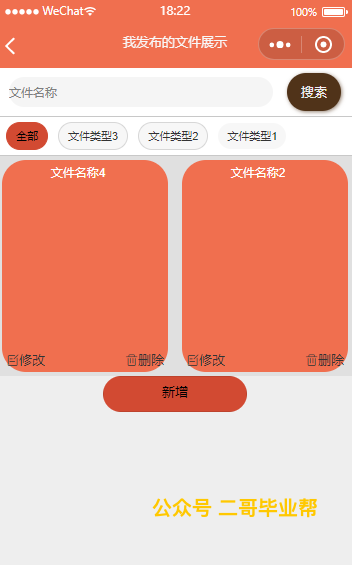 WeChat 18:22 100%
我发布的文件展示
文件名称 搜索
全部 文件类型3 文件类型2 文件类型1
文件名称4 文件名称2
修改 删除 修改 删除
新增
公众号 二哥毕业帮